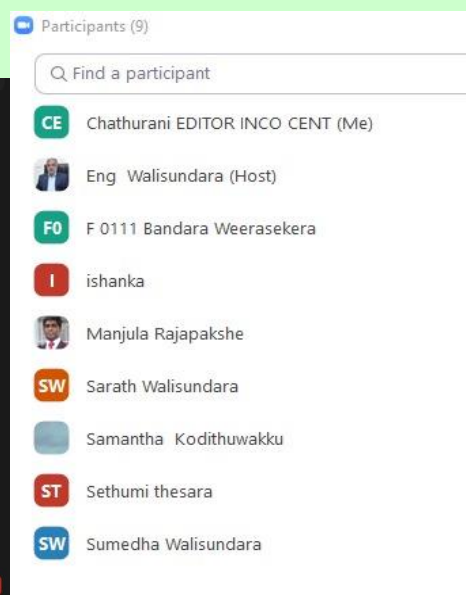 Participants (9)
Find a participant
CE Chathurani EDITOR INCO CENT (Me)
Eng Walisundara (Host)
F0 F 0111 Bandara Weerasekera
I ishanka
Manjula Rajapakshe
SW Sarath Walisundara
Samantha Kodithuwakku
ST Sethumi thesara
SW Sumedha Walisundara